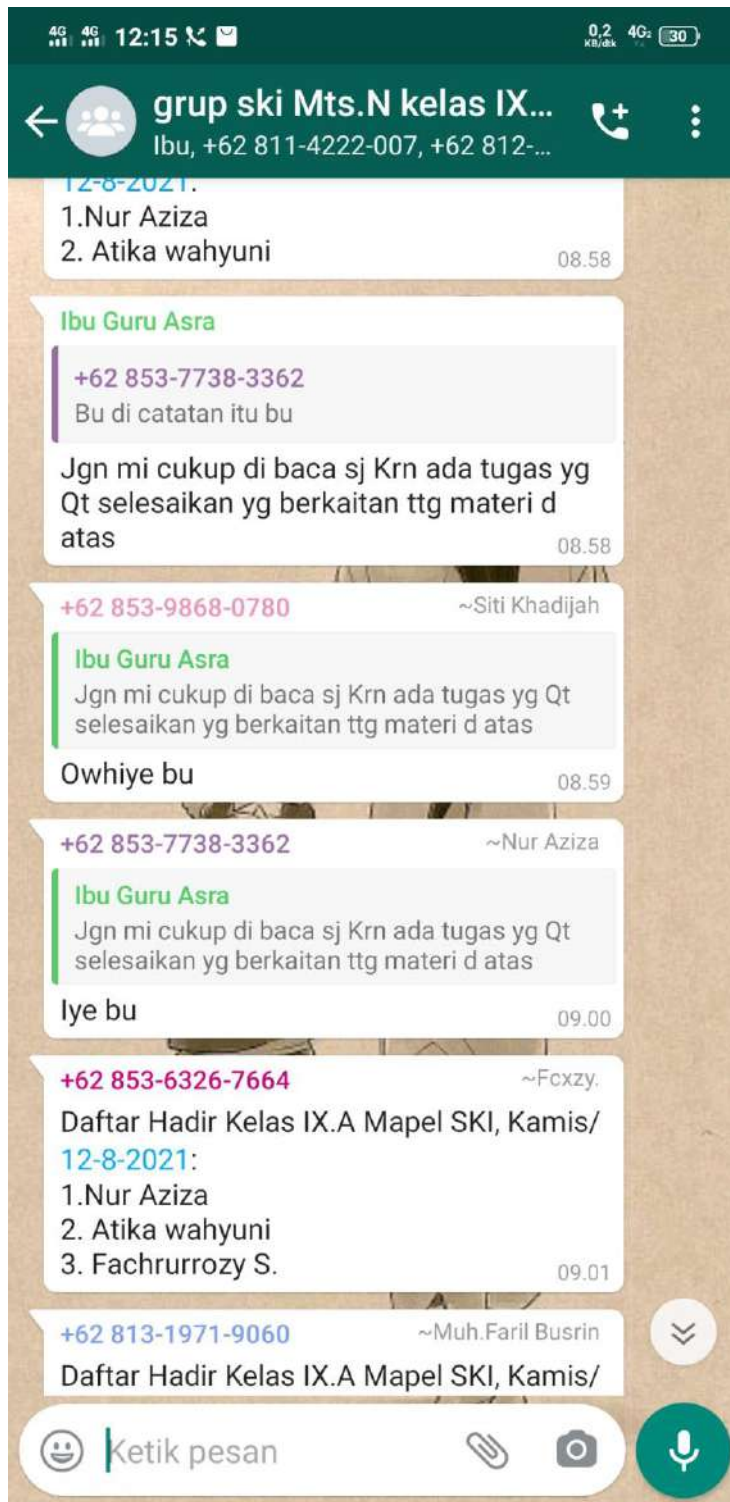 4G 4G 12:15 0,2 KB/dtk 4G 30
grup ski Mts.N kelas IX...
Ibu, +62 811-4222-007, +62 812-...
12-8-2021:
1.Nur Aziza
2. Atika wahyuni
08.58
Ibu Guru Asra
+62 853-7738-3362
Bu di catatan itu bu
Jgn mi cukup di baca sj Krn ada tugas yg
Qt selesaikan yg berkaitan ttg materi d
atas
08.58
+62 853-9868-0780 ~Siti Khadijah
Ibu Guru Asra
Jgn mi cukup di baca sj Krn ada tugas yg Qt
selesaikan yg berkaitan ttg materi d atas
Owhiye bu 08.59
+62 853-7738-3362 ~Nur Aziza
Ibu Guru Asra
Jgn mi cukup di baca sj Krn ada tugas yg Qt
selesaikan yg berkaitan ttg materi d atas
Iye bu 09.00
+62 853-6326-7664 ~Fcxzy.
Daftar Hadir Kelas IX.A Mapel SKI, Kamis/
12-8-2021:
1.Nur Aziza
2. Atika wahyuni
3. Fachrurrozy S. 09.01
+62 813-1971-9060 ~Muh.Faril Busrin
Daftar Hadir Kelas IX.A Mapel SKI, Kamis/
Ketik pesan